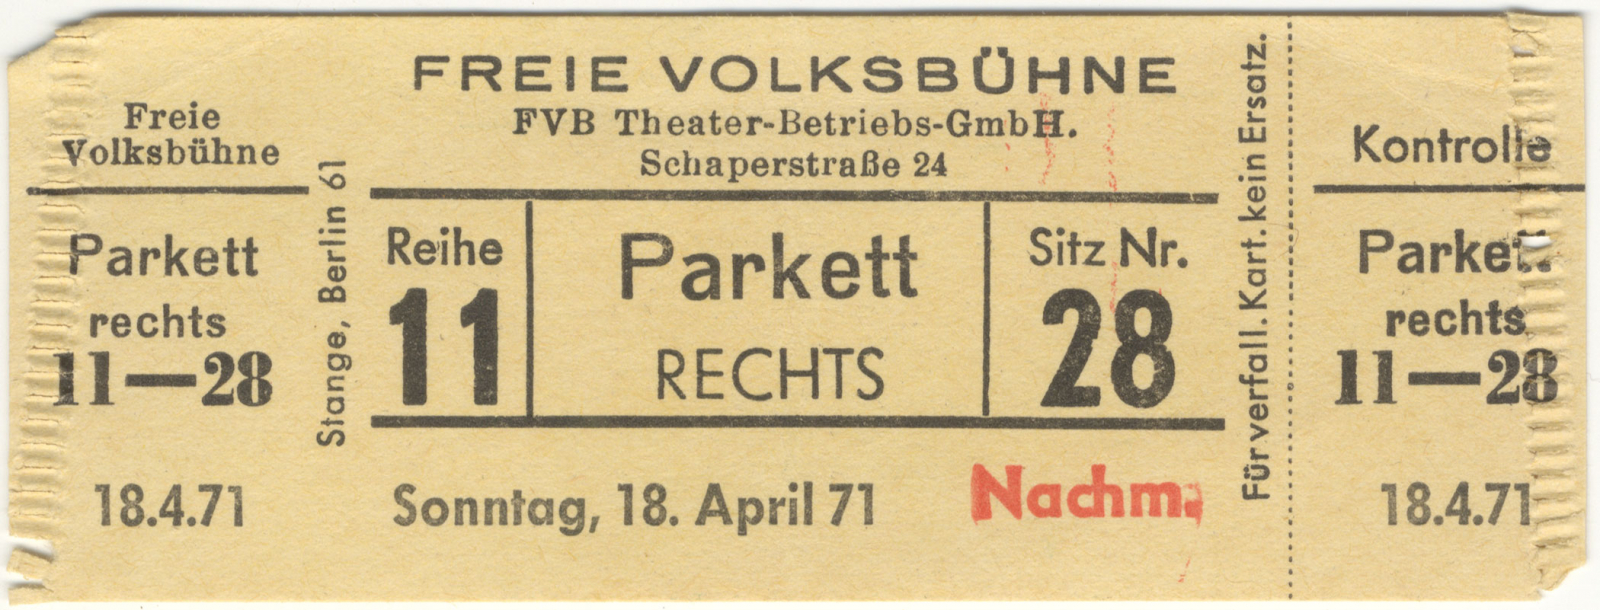 Freie
Volksbühne
Parkett
rechts
11—28
18.4.71
Stange, Berlin 61
FREIE VOLKSBÜHNE
FVB Theater-Betriebs-GmbH.
Schaperstraße 24
Reihe
11
Parkett
RECHTS
Sitz Nr.
28
Sonntag, 18. April 71
Nachm.
Für verfall. Kart. kein Ersatz.
Kontrolle
Parkett
rechts
11—28
18.4.71